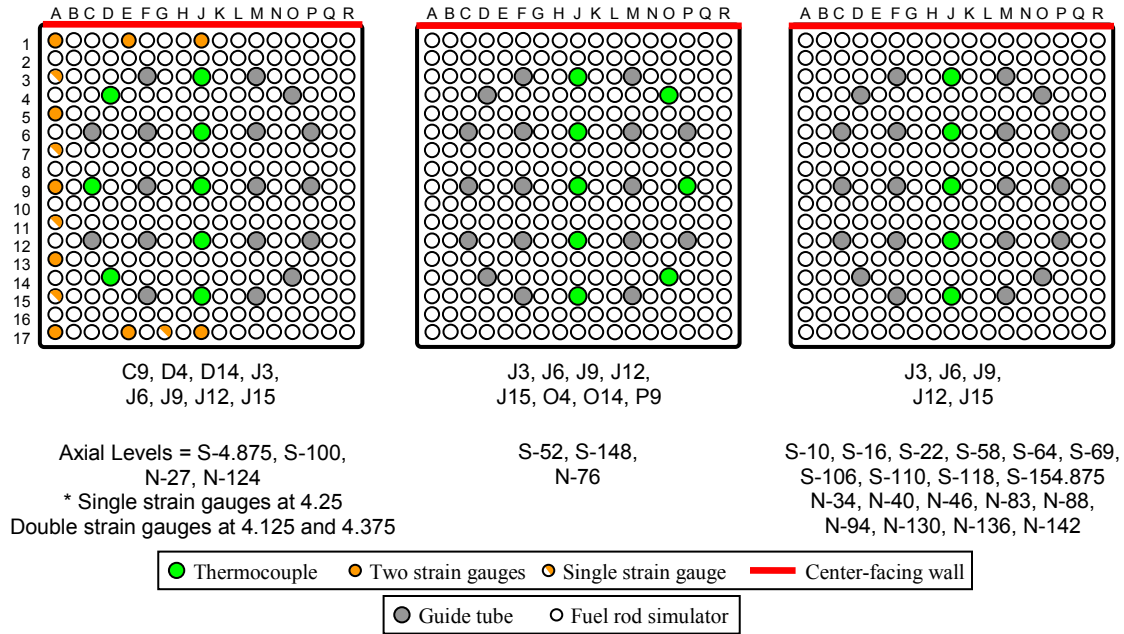 A B C D E F G H J K L M N O P Q R
A B C D E F G H J K L M N O P Q R
A B C D E F G H J K L M N O P Q R
1
2
3
4
5
6
7
8
9
10
11
12
13
14
15
16
17
C9, D4, D14, J3,
J6, J9, J12, J15
J3, J6, J9, J12,
J15, O4, O14, P9
J3, J6, J9,
J12, J15
Axial Levels = S-4.875, S-100,
N-27, N-124
* Single strain gauges at 4.25
Double strain gauges at 4.125 and 4.375
S-52, S-148,
N-76
S-10, S-16, S-22, S-58, S-64, S-69,
S-106, S-110, S-118, S-154.875
N-34, N-40, N-46, N-83, N-88,
N-94, N-130, N-136, N-142
Thermocouple Two strain gauges Single strain gauge Center-facing wall
Guide tube Fuel rod simulator